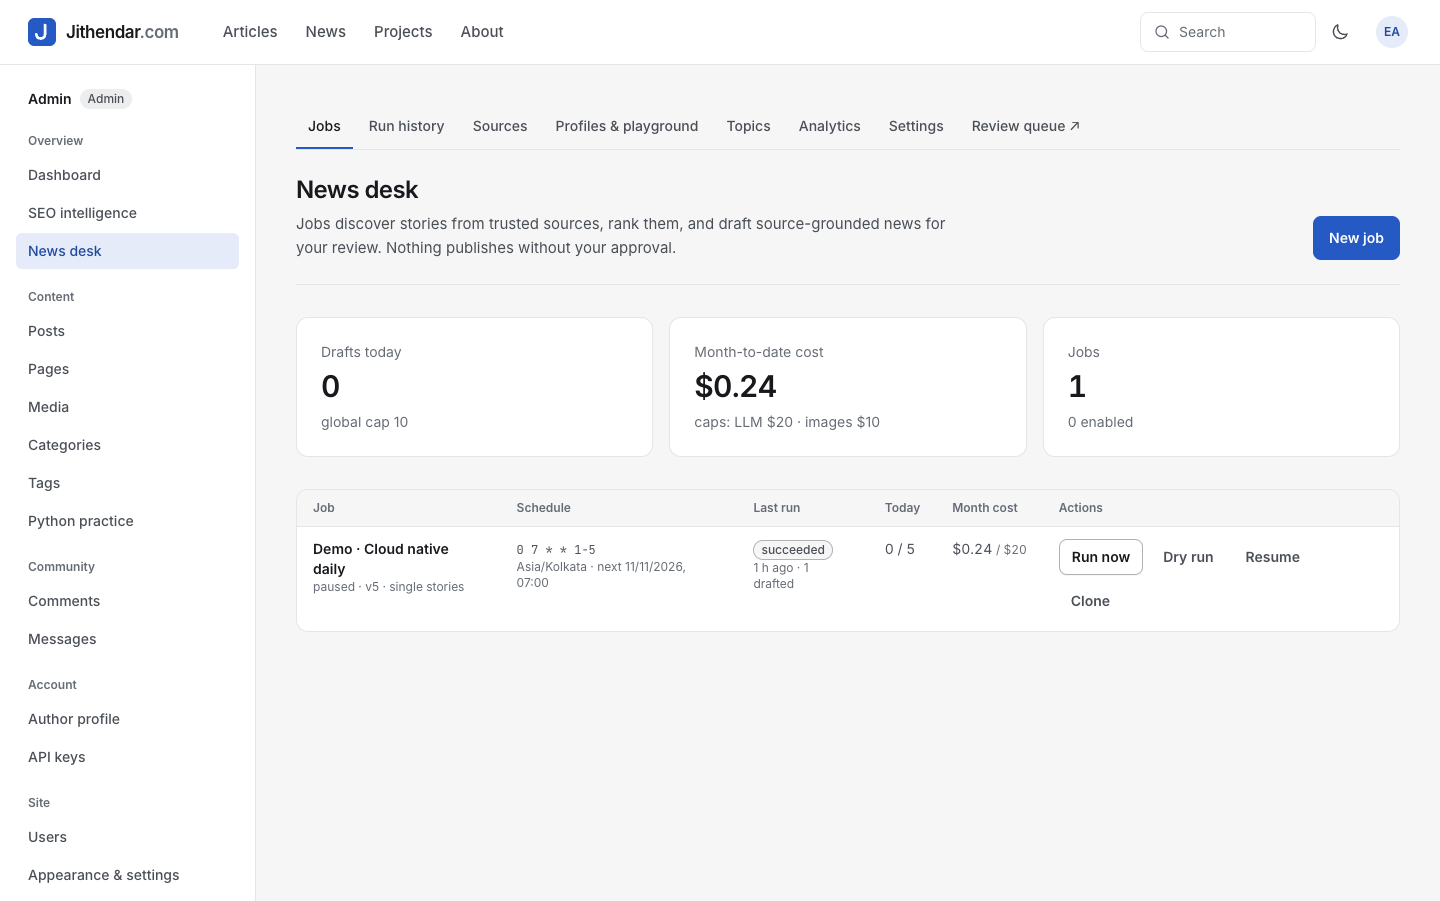 J Jithendar.com
Articles
News
Projects
About
Search
EA
Admin Admin
Overview
Dashboard
SEO intelligence
News desk
Content
Posts
Pages
Media
Categories
Tags
Python practice
Community
Comments
Messages
Account
Author profile
API keys
Site
Users
Appearance & settings
Jobs
Run history
Sources
Profiles & playground
Topics
Analytics
Settings
Review queue ↗
News desk
Jobs discover stories from trusted sources, rank them, and draft source-grounded news for
your review. Nothing publishes without your approval.
New job
Drafts today
0
global cap 10
Month-to-date cost
$0.24
caps: LLM $20 · images $10
Jobs
1
0 enabled
Job
Schedule
Last run
Today
Month cost
Actions
Demo · Cloud native
daily
paused · v5 · single stories
0 7 * * 1-5
Asia/Kolkata · next 11/11/2026,
07:00
succeeded
1 h ago · 1
drafted
0 / 5
$0.24 / $20
Run now
Dry run
Resume
Clone